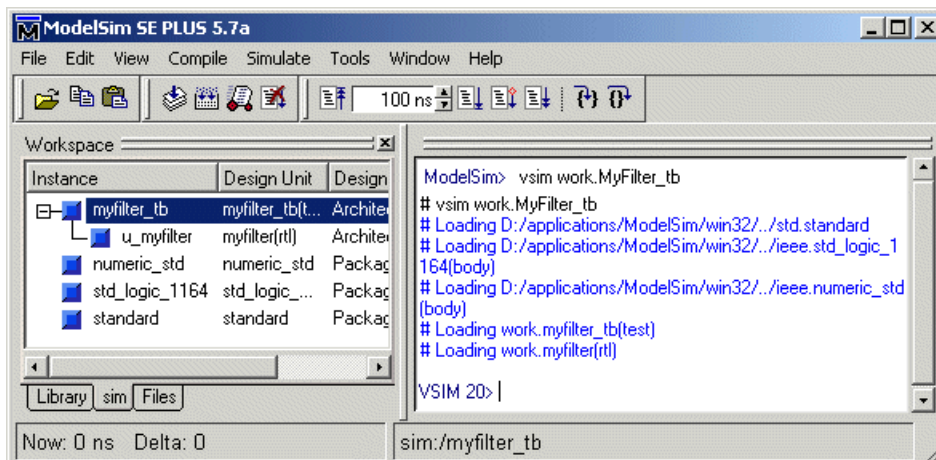 ModelSim SE PLUS 5.7a
File Edit View Compile Simulate Tools Window Help
100 ns
Workspace
Instance Design Unit Design
myfilter_tb myfilter_tb(t... Archite
u_myfilter myfilter(rtl) Archite
numeric_std numeric_std Packag
std_logic_1164 std_logic_... Packag
standard standard Packag
Library sim Files
ModelSim> vsim work.MyFilter_tb
# vsim work.MyFilter_tb
# Loading D:/applications/ModelSim/win32/../std.standard
# Loading D:/applications/ModelSim/win32/../ieee.std_logic_1
164(body)
# Loading D:/applications/ModelSim/win32/../ieee.numeric_std
(body)
# Loading work.myfilter_tb(test)
# Loading work.myfilter(rtl)
VSIM 20>
Now: 0 ns Delta: 0 sim:/myfilter_tb